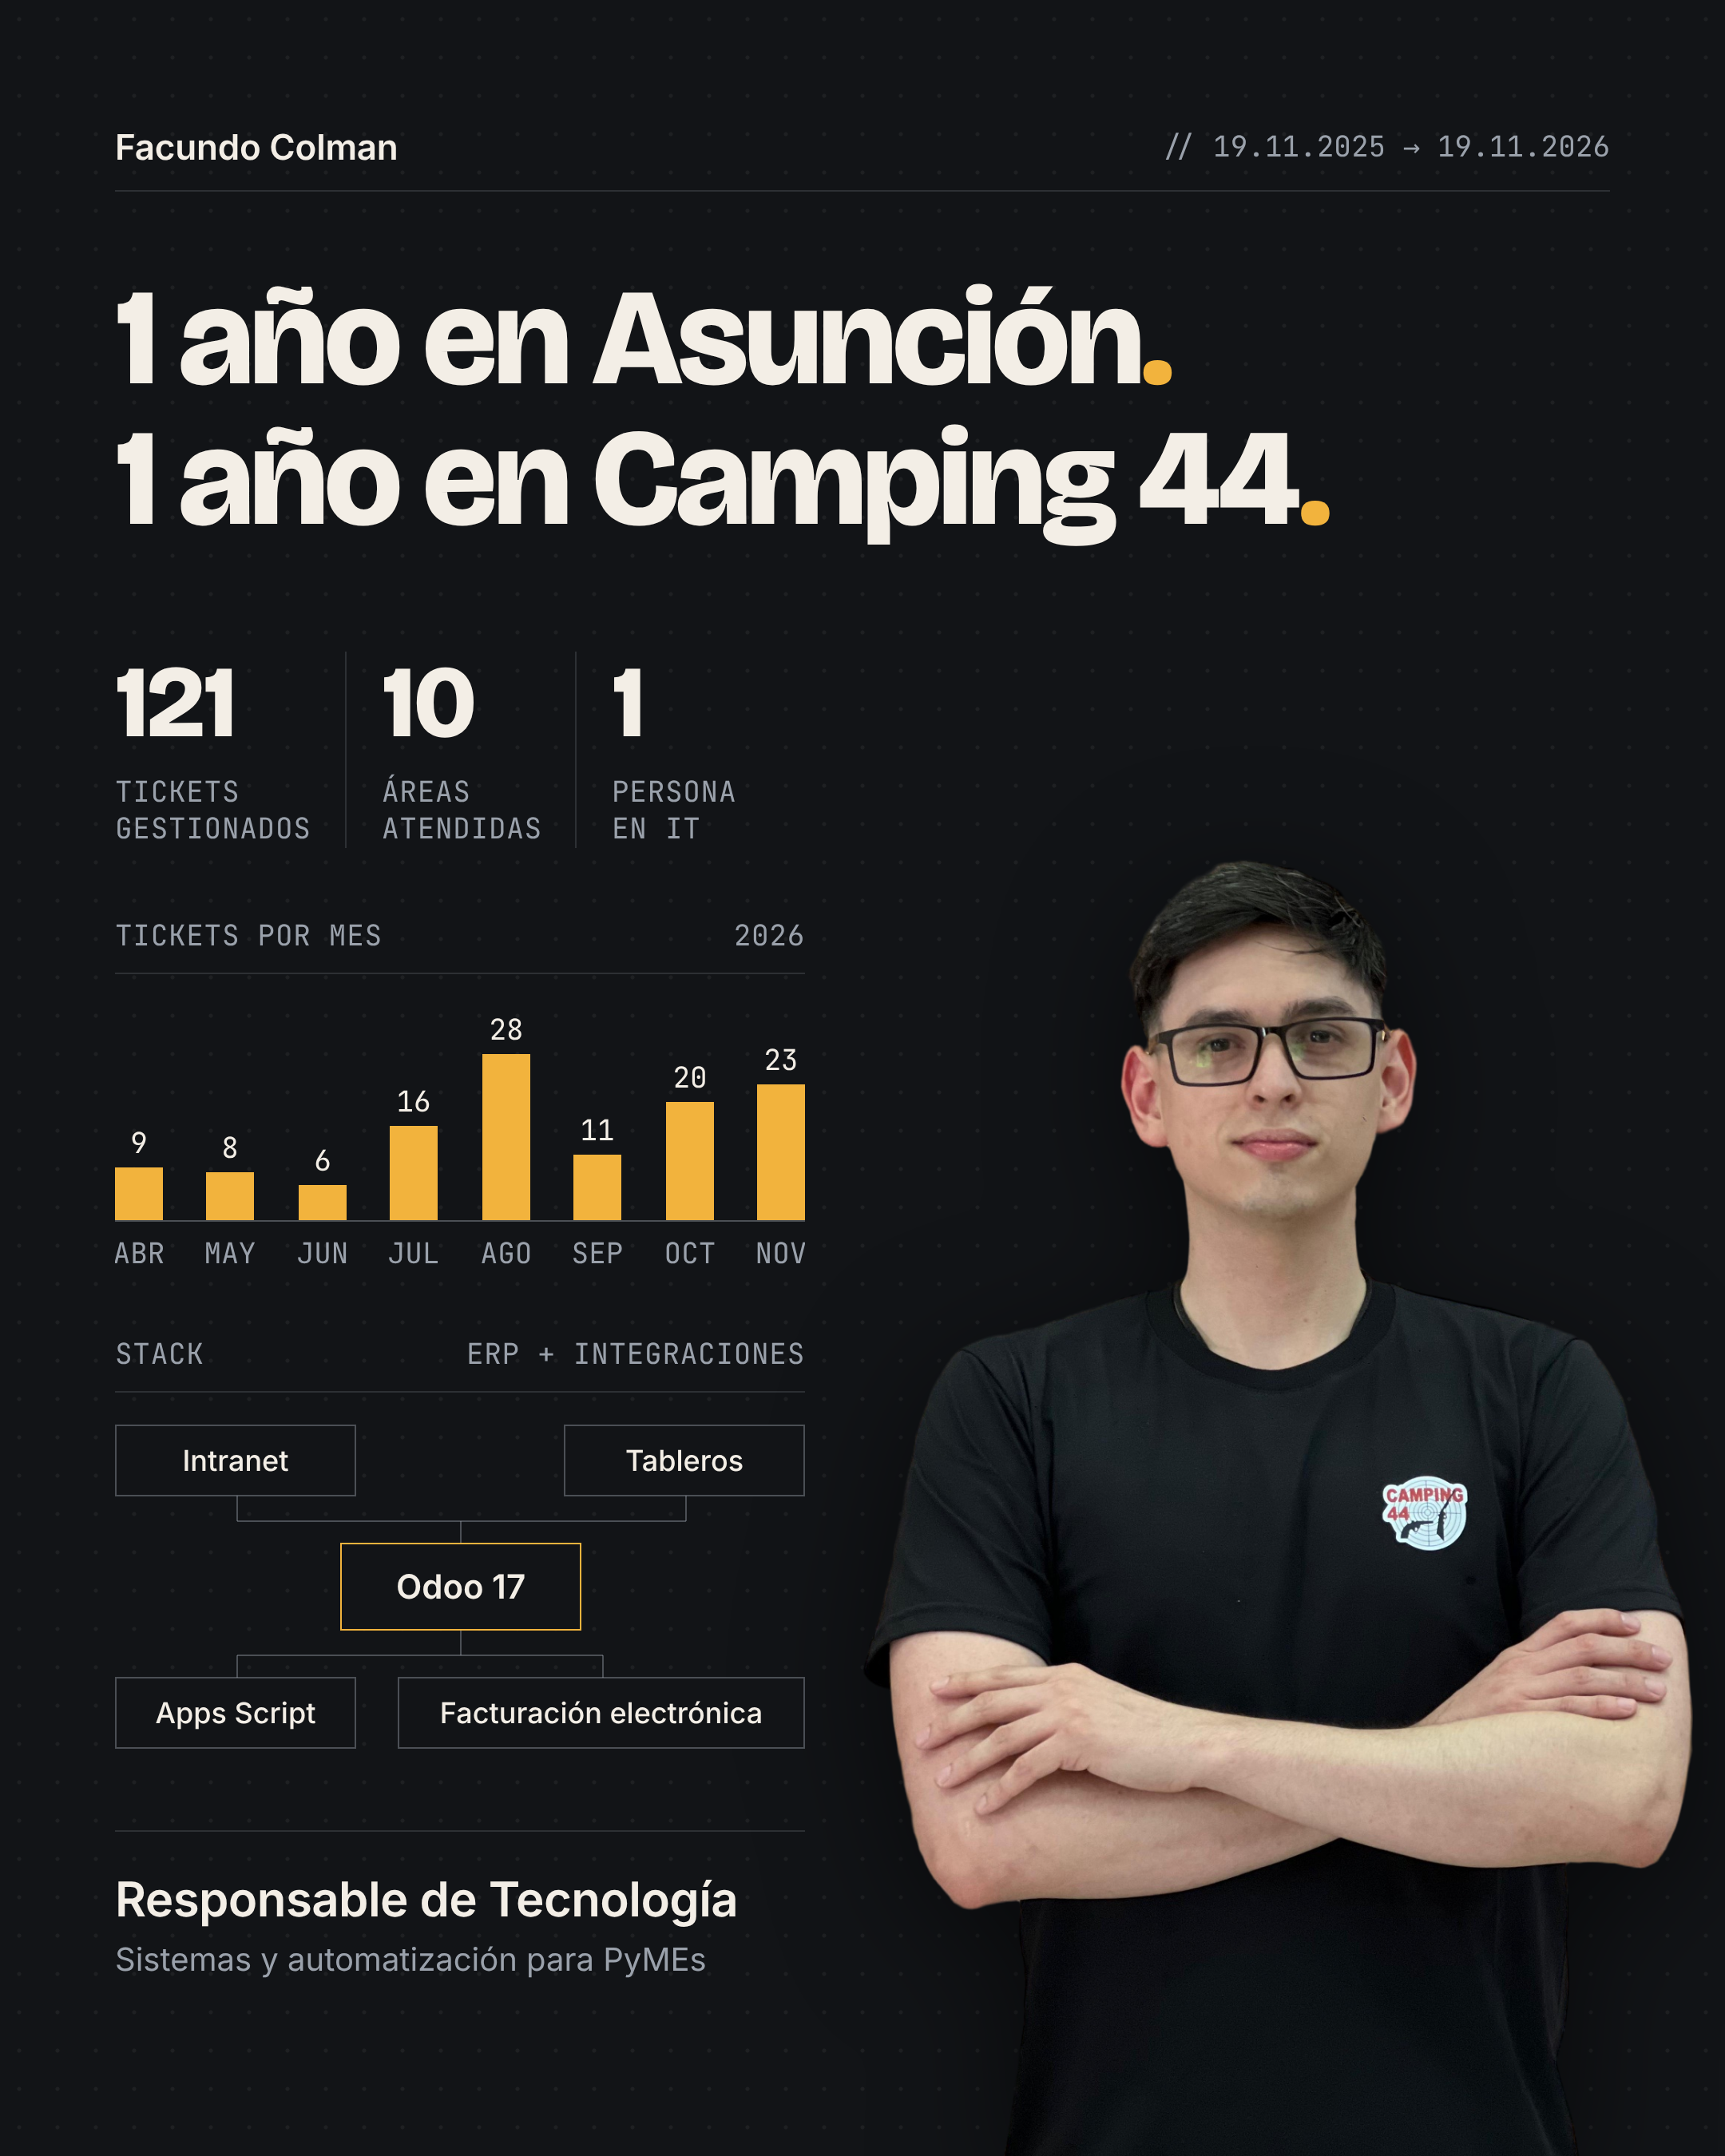 Facundo Colman
// 19.11.2025 → 19.11.2026
1 año en Asunción.
1 año en Camping 44.
121
TICKETS
GESTIONADOS
10
ÁREAS
ATENDIDAS
1
PERSONA
EN IT
TICKETS POR MES
2026
9 8 6 16 28 11 20 23
ABR MAY JUN JUL AGO SEP OCT NOV
STACK
ERP + INTEGRACIONES
Intranet
Tableros
Odoo 17
Apps Script
Facturación electrónica
Responsable de Tecnología
Sistemas y automatización para PyMEs
CAMPING
44